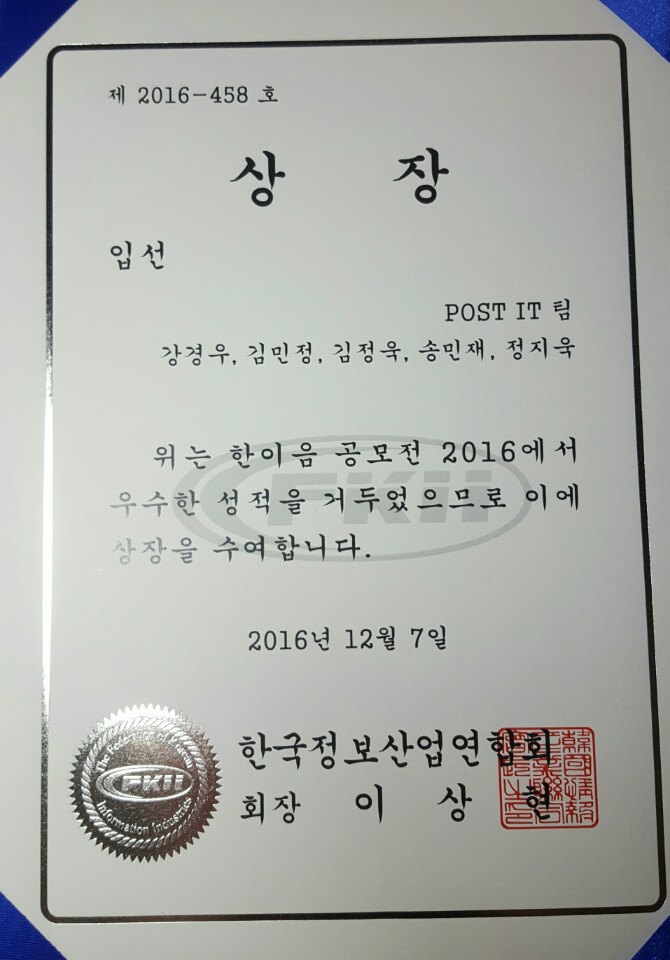 제 2016-458 호
상 장
입선
POST IT 팀
강경우, 김민정, 김정욱, 송민재, 정지욱
위는 한이음 공모전 2016에서
우수한 성적을 거두었으므로 이에
상장을 수여합니다.
FKii
2016년 12월 7일
한국정보산업연합회
회장 이 상 현
FKii
Information Industries